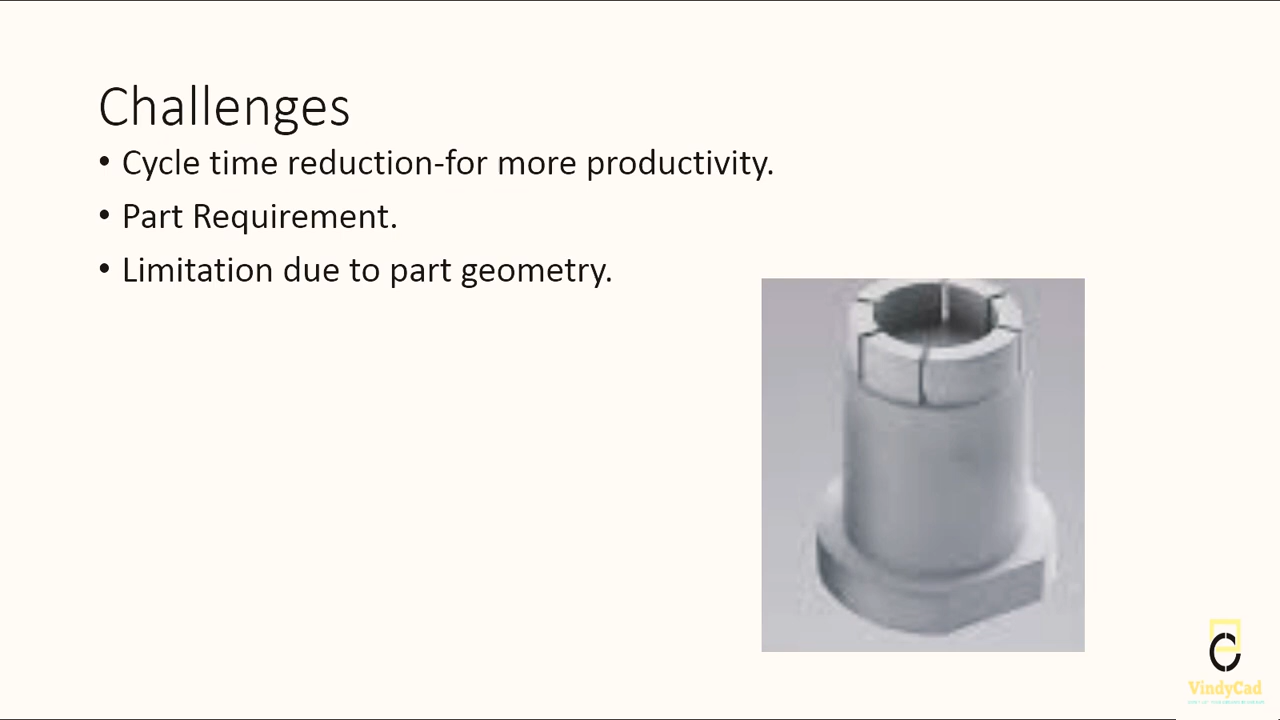 Challenges
• Cycle time reduction-for more productivity.
• Part Requirement.
• Limitation due to part geometry.
VindyCad